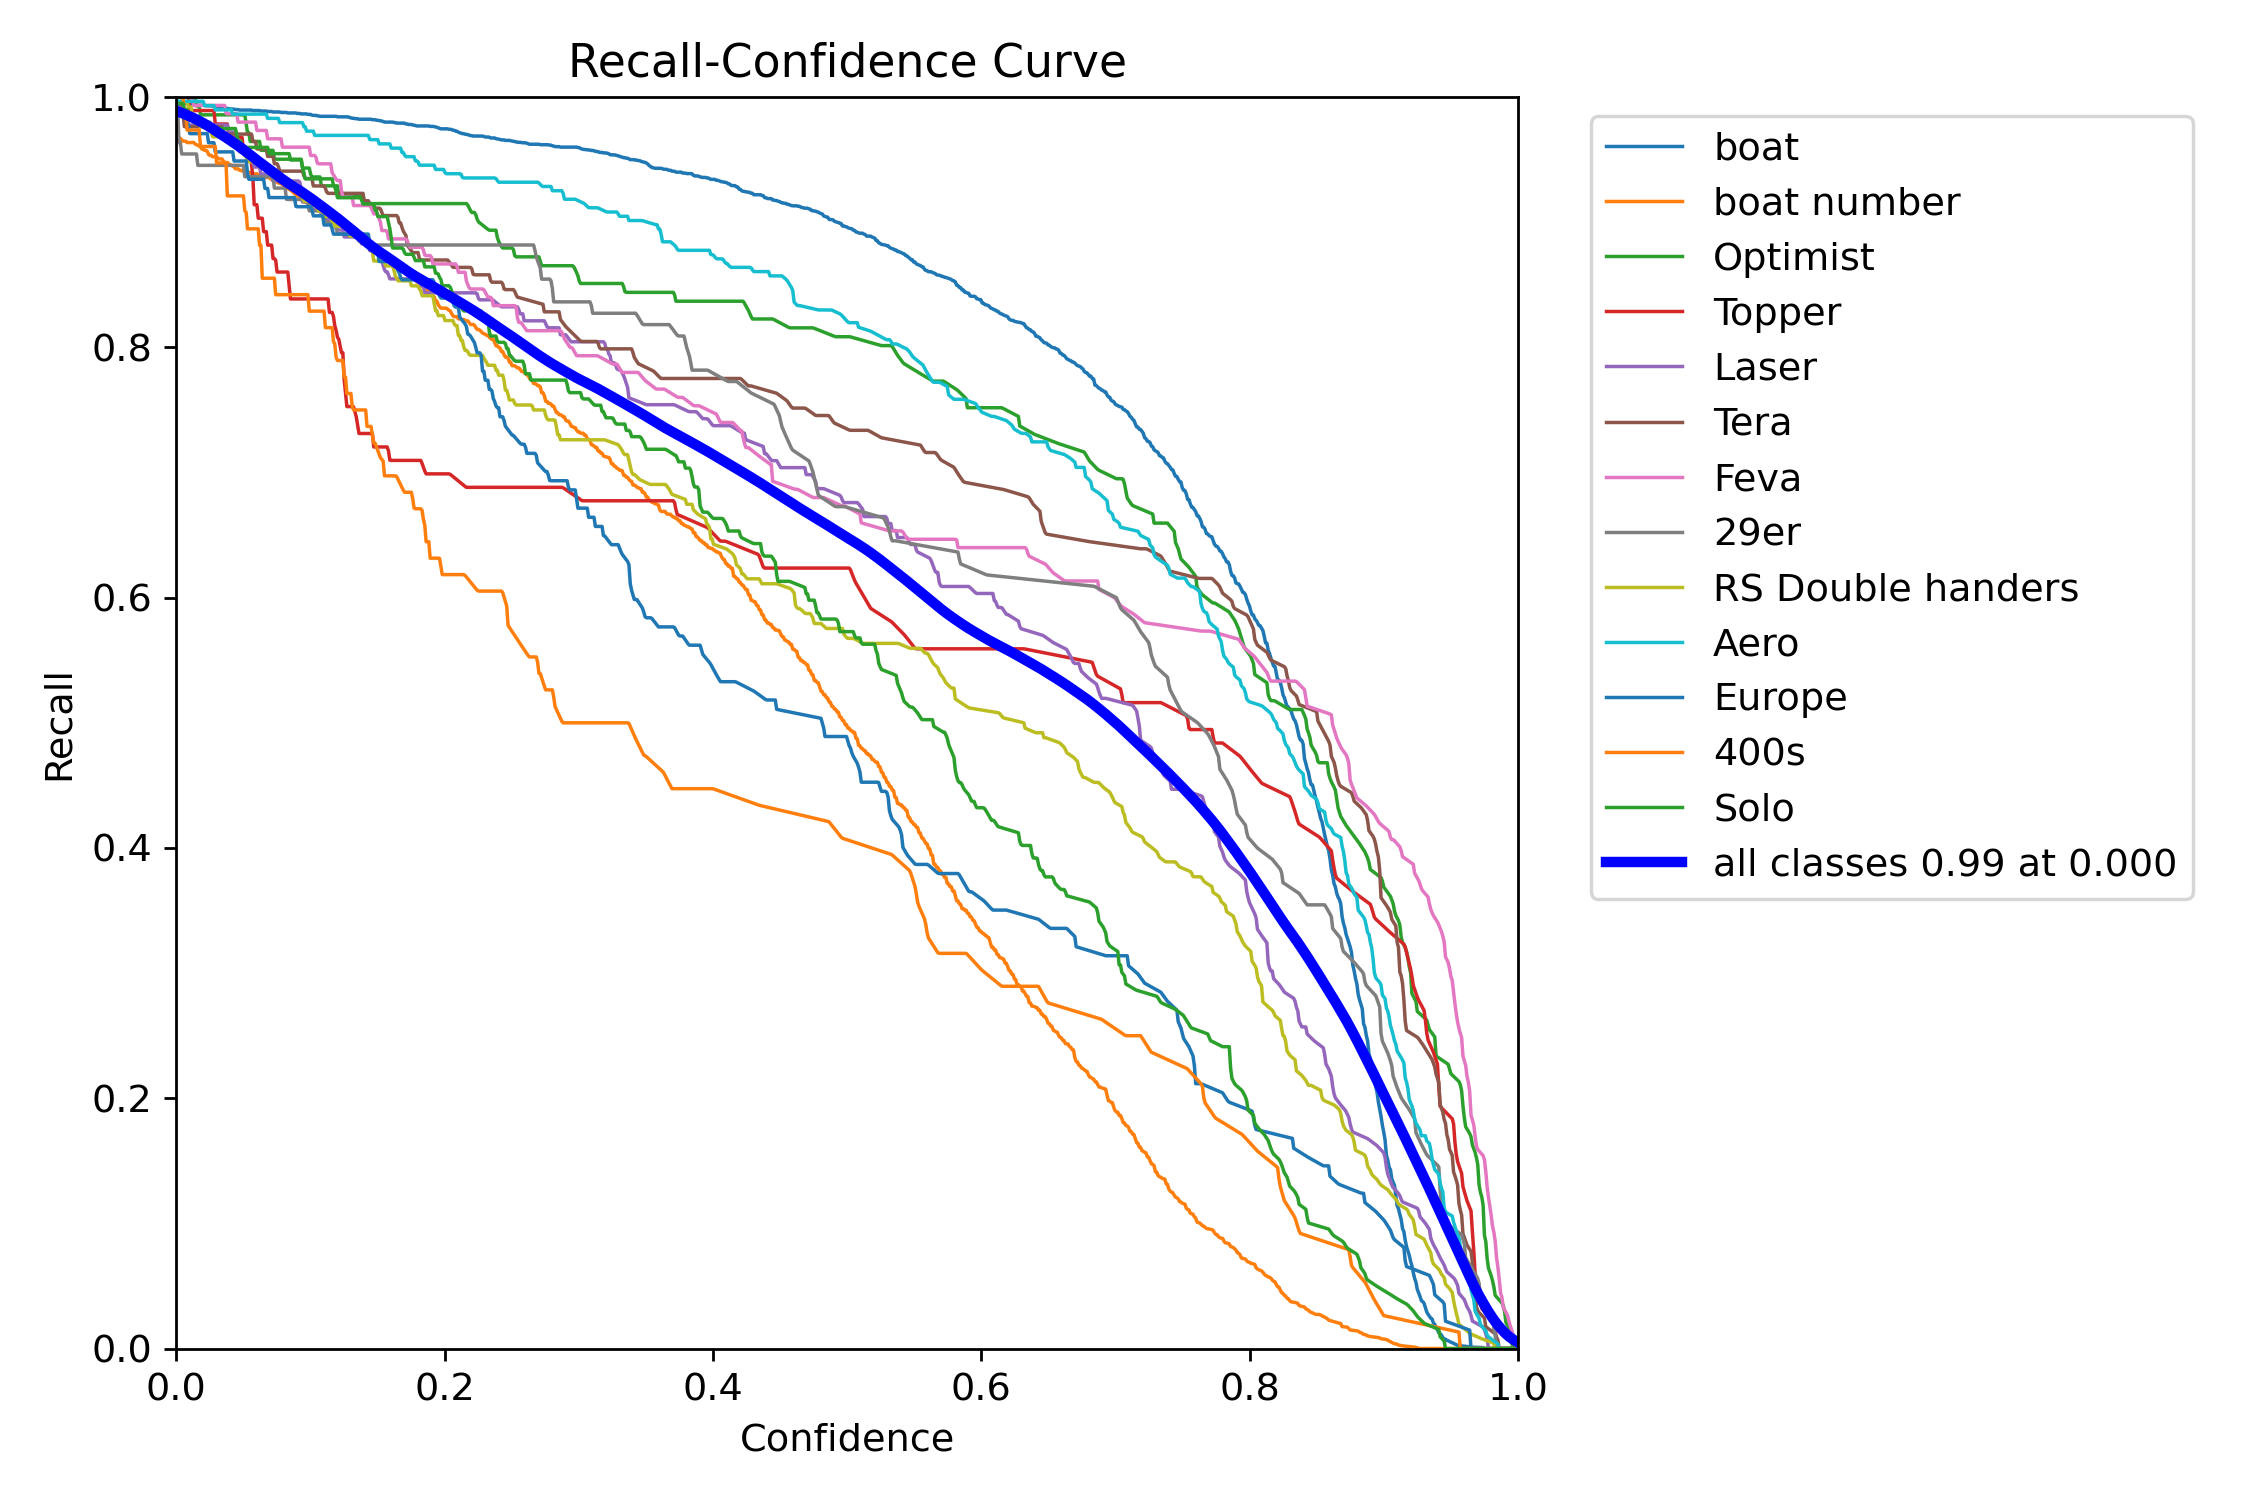 Recall-Confidence Curve
1.0
0.8
0.6
0.4
0.2
0.0
Recall
0.0 0.2 0.4 0.6 0.8 1.0
Confidence
boat
boat number
Optimist
Topper
Laser
Tera
Feva
29er
RS Double handers
Aero
Europe
400s
Solo
all classes 0.99 at 0.000